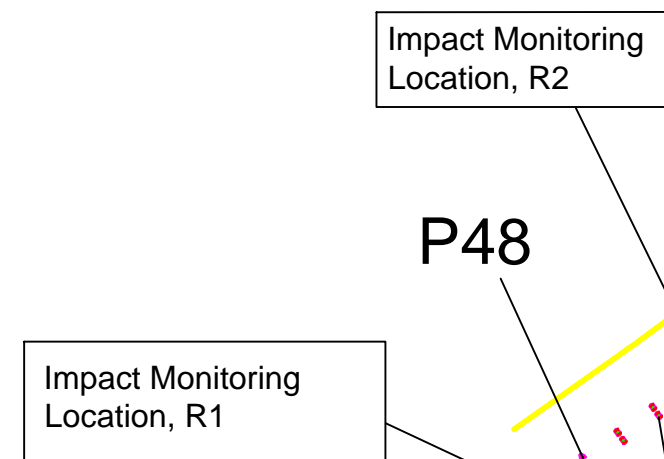 Impact Monitoring
Location, R2
P48
Impact Monitoring
Location, R1